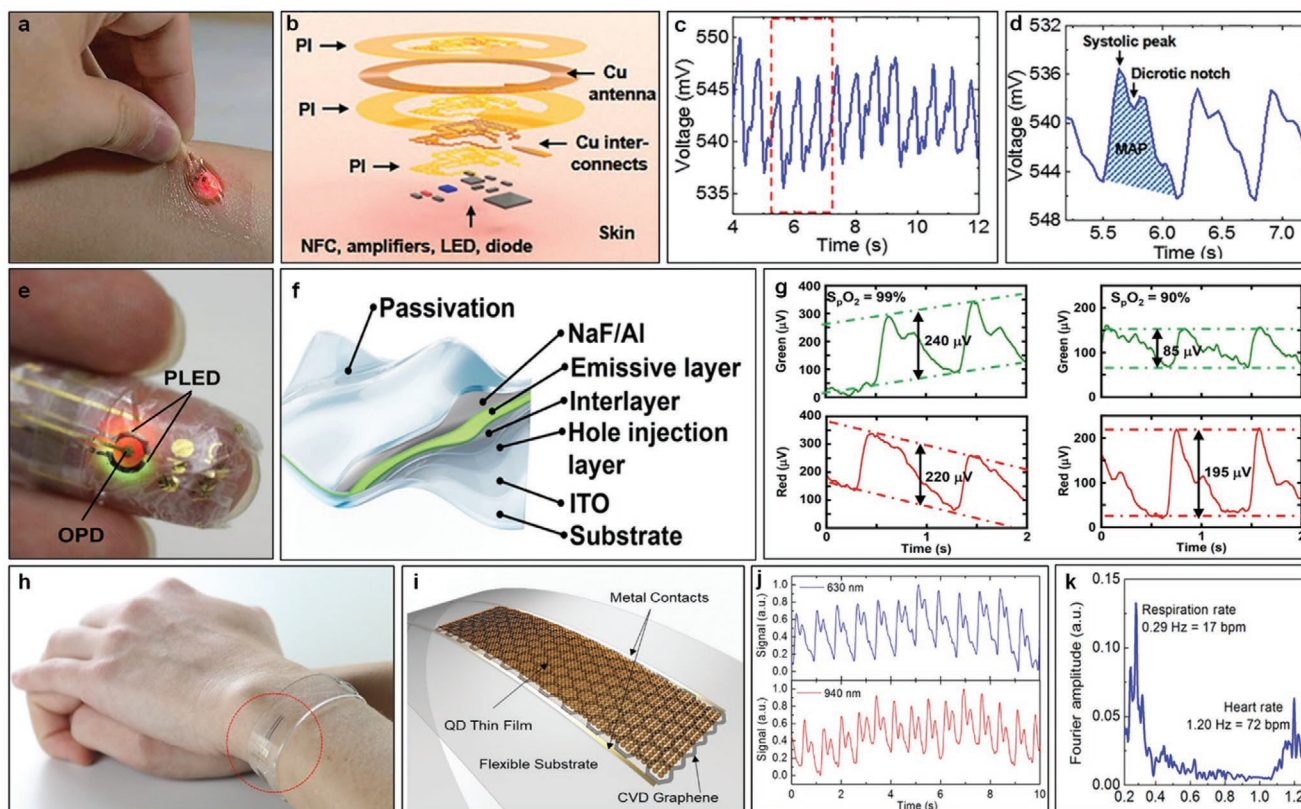 a
b
PI
PI
PI
Cu
antenna
Cu inter-
connects
NFC, amplifiers, LED, diode
Skin
c
Voltage (mV)
550
545
540
535
4 6 8 10 12
Time (s)
d
Voltage (mV)
532
536
540
544
548
Systolic peak
Dicrotic notch
MAP
5.5 6.0 6.5 7.0
Time (s)
e
PLED
OPD
f
Passivation
NaF/Al
Emissive layer
Interlayer
Hole injection
layer
ITO
Substrate
g
SpO2 = 99%
Green (µV)
400
300
200
100
0
240 µV
Red (µV)
400
300
200
100
0
220 µV
0 1 2
Time (s)
SpO2 = 90%
Green (µV)
200
100
0
85 µV
Red (µV)
200
100
0
195 µV
0 1 2
Time (s)
h
i
Metal Contacts
QD Thin Film
Flexible Substrate
CVD Graphene
j
630 nm
Signal (a.u.)
1.0
0.8
0.6
0.4
0.2
0.0
940 nm
Signal (a.u.)
1.0
0.8
0.6
0.4
0.2
0.0
0 2 4 6 8 10
Time (s)
k
Fourier amplitude (a.u.)
0.15
0.10
0.05
0.00
Respiration rate
0.29 Hz = 17 bpm
Heart rate
1.20 Hz = 72 bpm
0.2 0.4 0.6 0.8 1.0 1.2